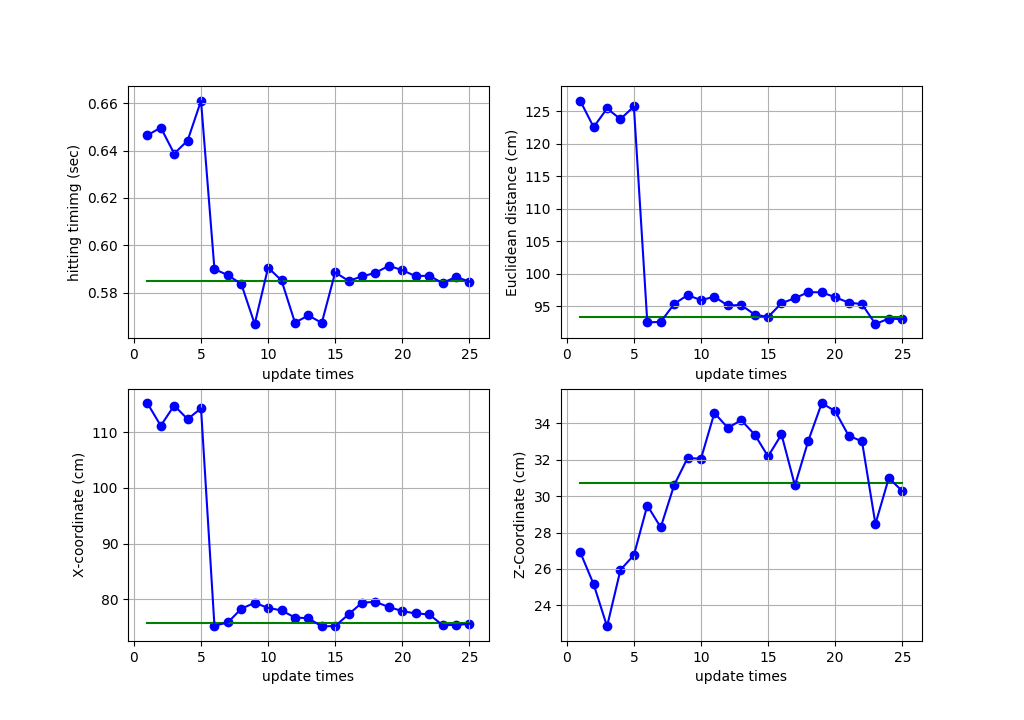 0.66
0.64
0.62
0.60
0.58
hitting timimg (sec)
0 5 10 15 20 25
update times
125
120
115
110
105
100
95
Euclidean distance (cm)
0 5 10 15 20 25
update times
110
100
90
80
X-coordinate (cm)
0 5 10 15 20 25
update times
34
32
30
28
26
24
Z-Coordinate (cm)
0 5 10 15 20 25
update times